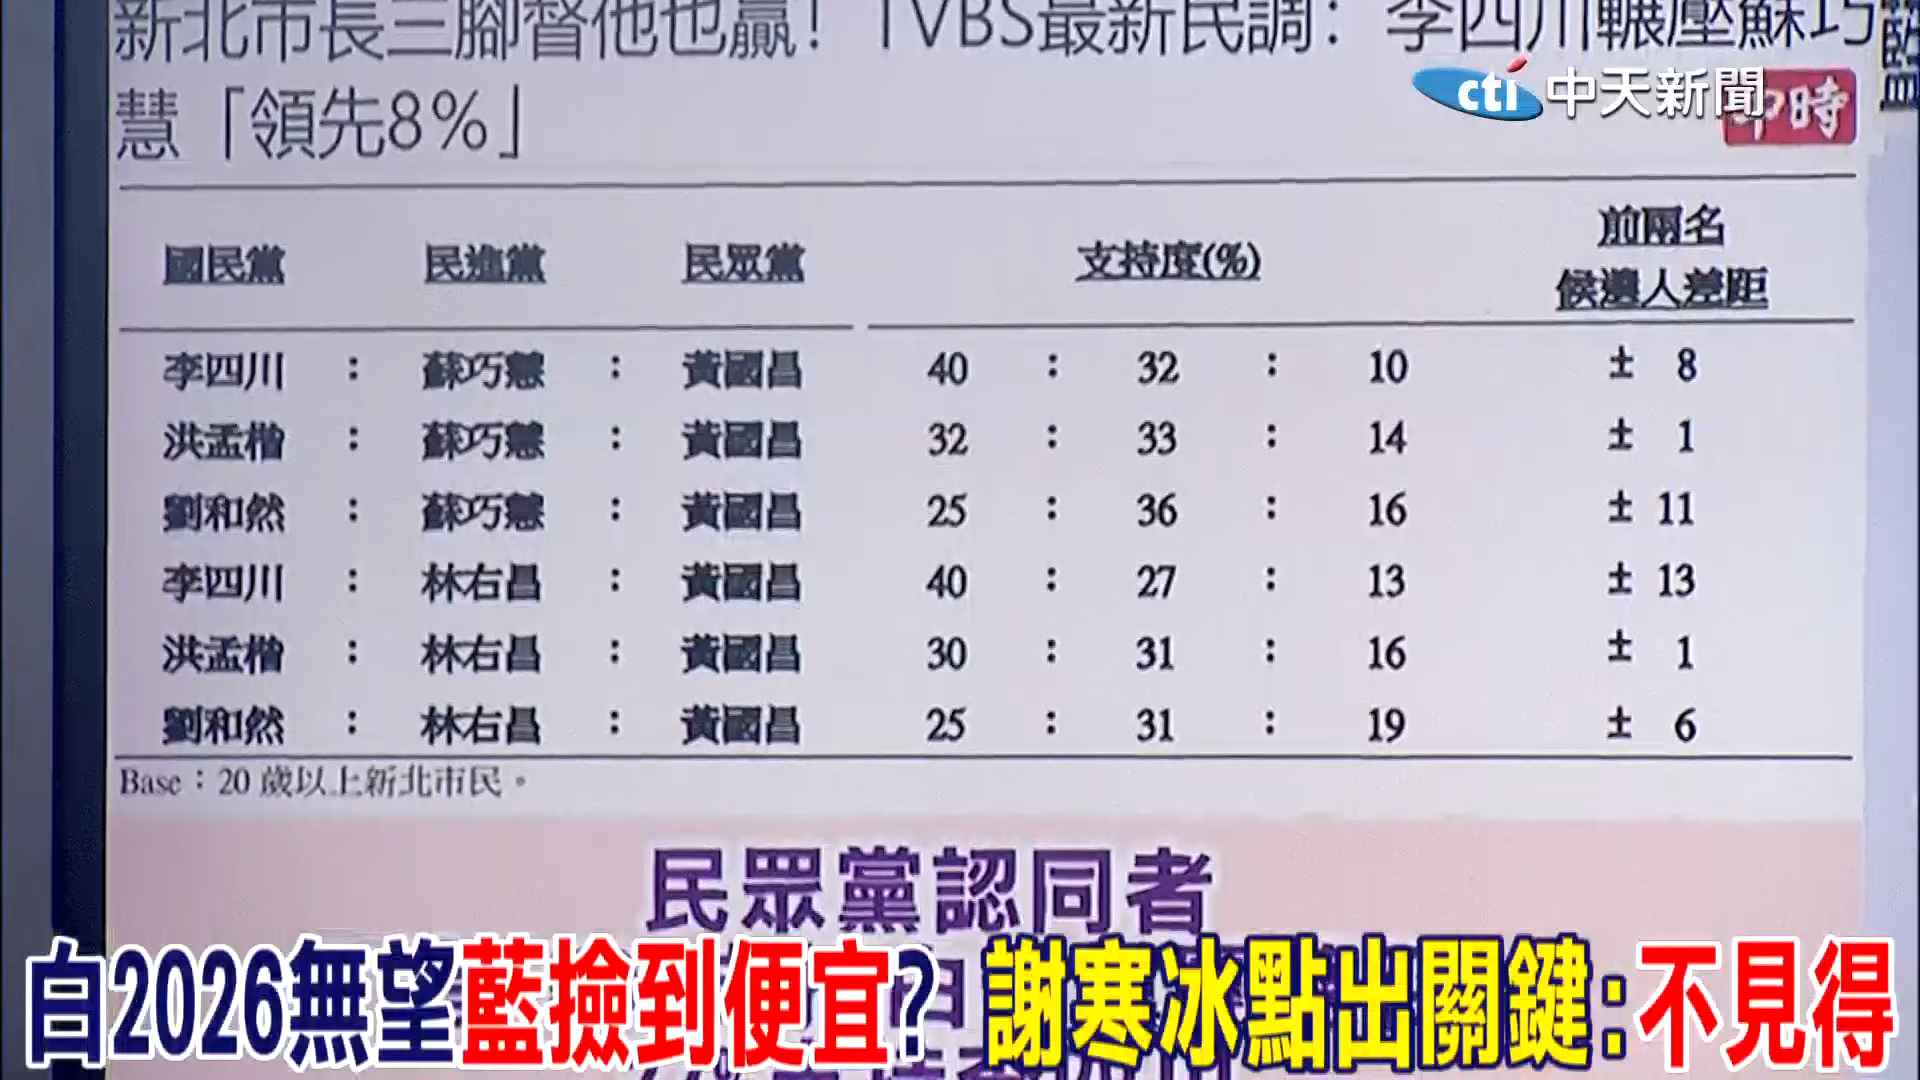 新北市長三腳督他也贏！TVBS最新民調：李四川輾壓蘇巧
慧「領先8%」
cti 中天新聞
即時
國民黨 民進黨 民眾黨 支持度(%) 前兩名
候選人差距
李四川 : 蘇巧慧 : 黃國昌 40 : 32 : 10 ± 8
洪孟楷 : 蘇巧慧 : 黃國昌 32 : 33 : 14 ± 1
劉和然 : 蘇巧慧 : 黃國昌 25 : 36 : 16 ± 11
李四川 : 林右昌 : 黃國昌 40 : 27 : 13 ± 13
洪孟楷 : 林右昌 : 黃國昌 30 : 31 : 16 ± 1
劉和然 : 林右昌 : 黃國昌 25 : 31 : 19 ± 6
Base：20 歲以上新北市民。
民眾黨認同者
白2026無望藍撿到便宜? 謝寒冰點出關鍵:不見得